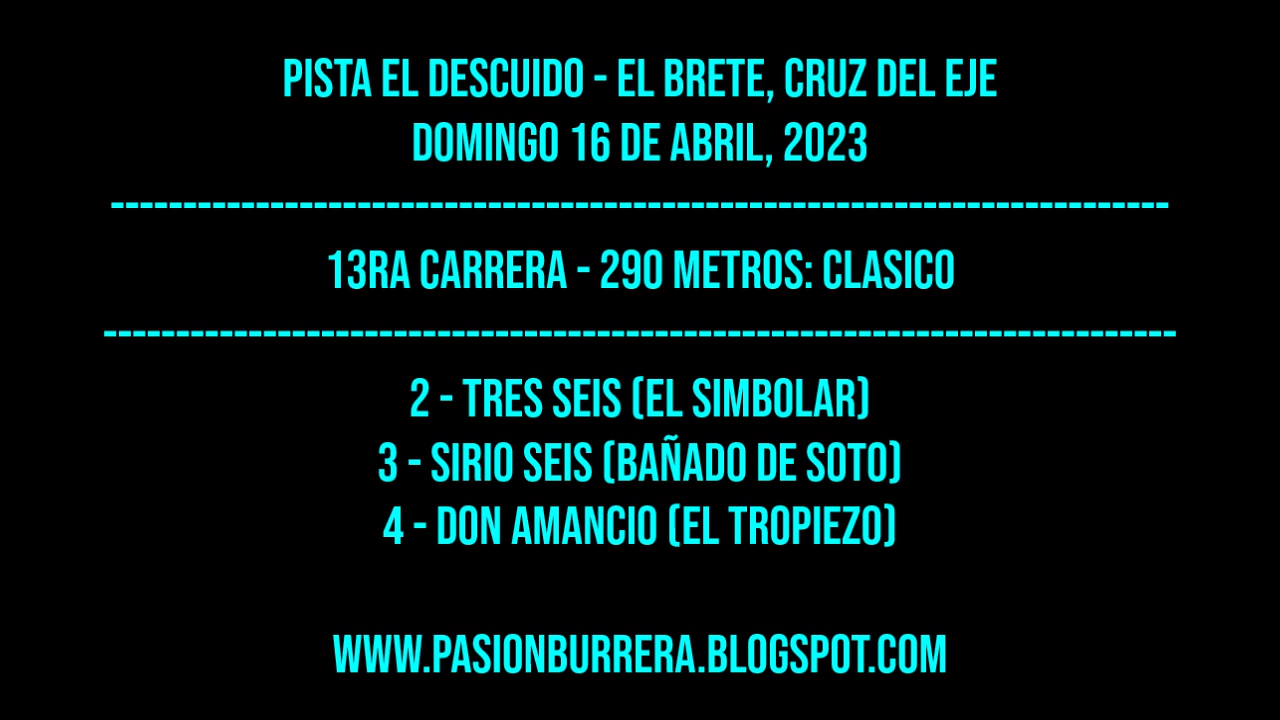 PISTA EL DESCUIDO - EL BRETE, CRUZ DEL EJE
DOMINGO 16 DE ABRIL, 2023
-------------------------------------------------------------------------
13RA CARRERA - 290 METROS: CLASICO
--------------------------------------------------------------------------
2 - TRES SEIS (EL SIMBOLAR)
3 - SIRIO SEIS (BAÑADO DE SOTO)
4 - DON AMANCIO (EL TROPIEZO)
WWW.PASIONBURRERA.BLOGSPOT.COM